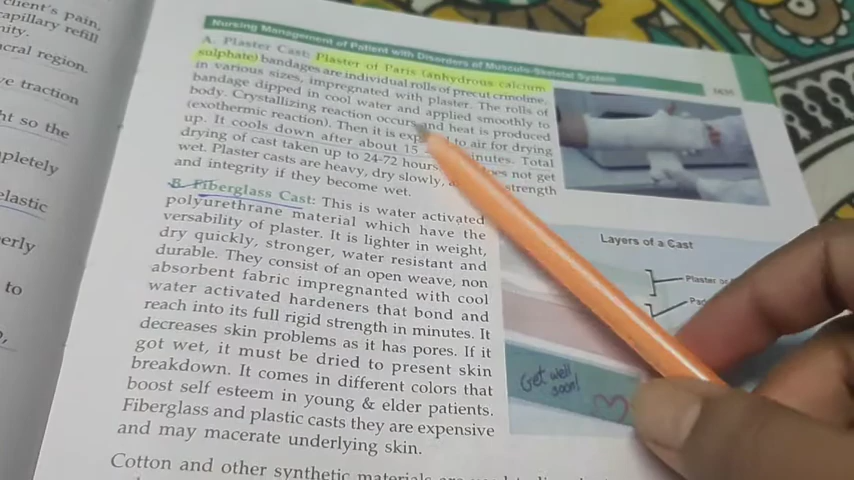 client's pain,
capillary refill
nity.
acral region.
ve traction
ht so the
npletely
elastic
perly
to
Nursing Management of Patient with Disorders of Musculo-Skeletal System
A. Plaster Cast: Plaster of Paris (anhydrous calcium
sulphate) bandages are individual rolls of precut crinoline,
in various sizes, impregnated with plaster. The rolls of
bandage dipped in cool water and applied smoothly to
body. Crystallizing reaction occurs and heat is produced
(exothermic reaction). Then it is to air for drying
up. It cools down after about 15 minutes. Total
drying of cast taken up to 24-72 hours does not get
wet. Plaster casts are heavy, dry slowly, strength
and integrity if they become wet.
B. Fiberglass Cast: This is water activated
polyurethrane material which have the
versability of plaster. It is lighter in weight,
dry quickly, stronger, water resistant and
durable. They consist of an open weave, non
absorbent fabric impregnanted with cool
water activated hardeners that bond and
reach into its full rigid strength in minutes. It
decreases skin problems as it has pores. If it
got wet, it must be dried to present skin
breakdown. It comes in different colors that
boost self esteem in young & elder patients.
Fiberglass and plastic casts they are expensive
and may macerate underlying skin.
Cotton and other synthetic materials are
Layers of a Cast
Plaster or
Get well
soon!